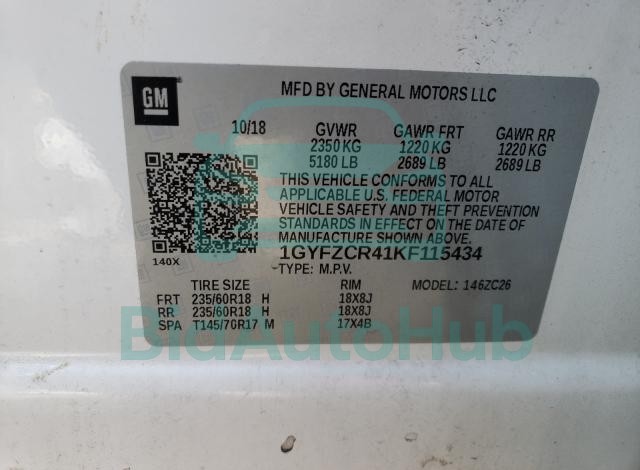 GM
MFD BY GENERAL MOTORS LLC
10/18 GVWR GAWR FRT GAWR RR
2350 KG 1220 KG 1220 KG
5180 LB 2689 LB 2689 LB
THIS VEHICLE CONFORMS TO ALL
APPLICABLE U.S. FEDERAL MOTOR
VEHICLE SAFETY AND THEFT PREVENTION
STANDARDS IN EFFECT ON THE DATE OF
MANUFACTURE SHOWN ABOVE.
1GYFZCR41KF115434
140X TYPE: M.P.V. MODEL: 146ZC26
TIRE SIZE RIM
FRT 235/60R18 H 18X8J
RR 235/60R18 H 18X8J
SPA T145/70R17 M 17X4B
BidAutoHub